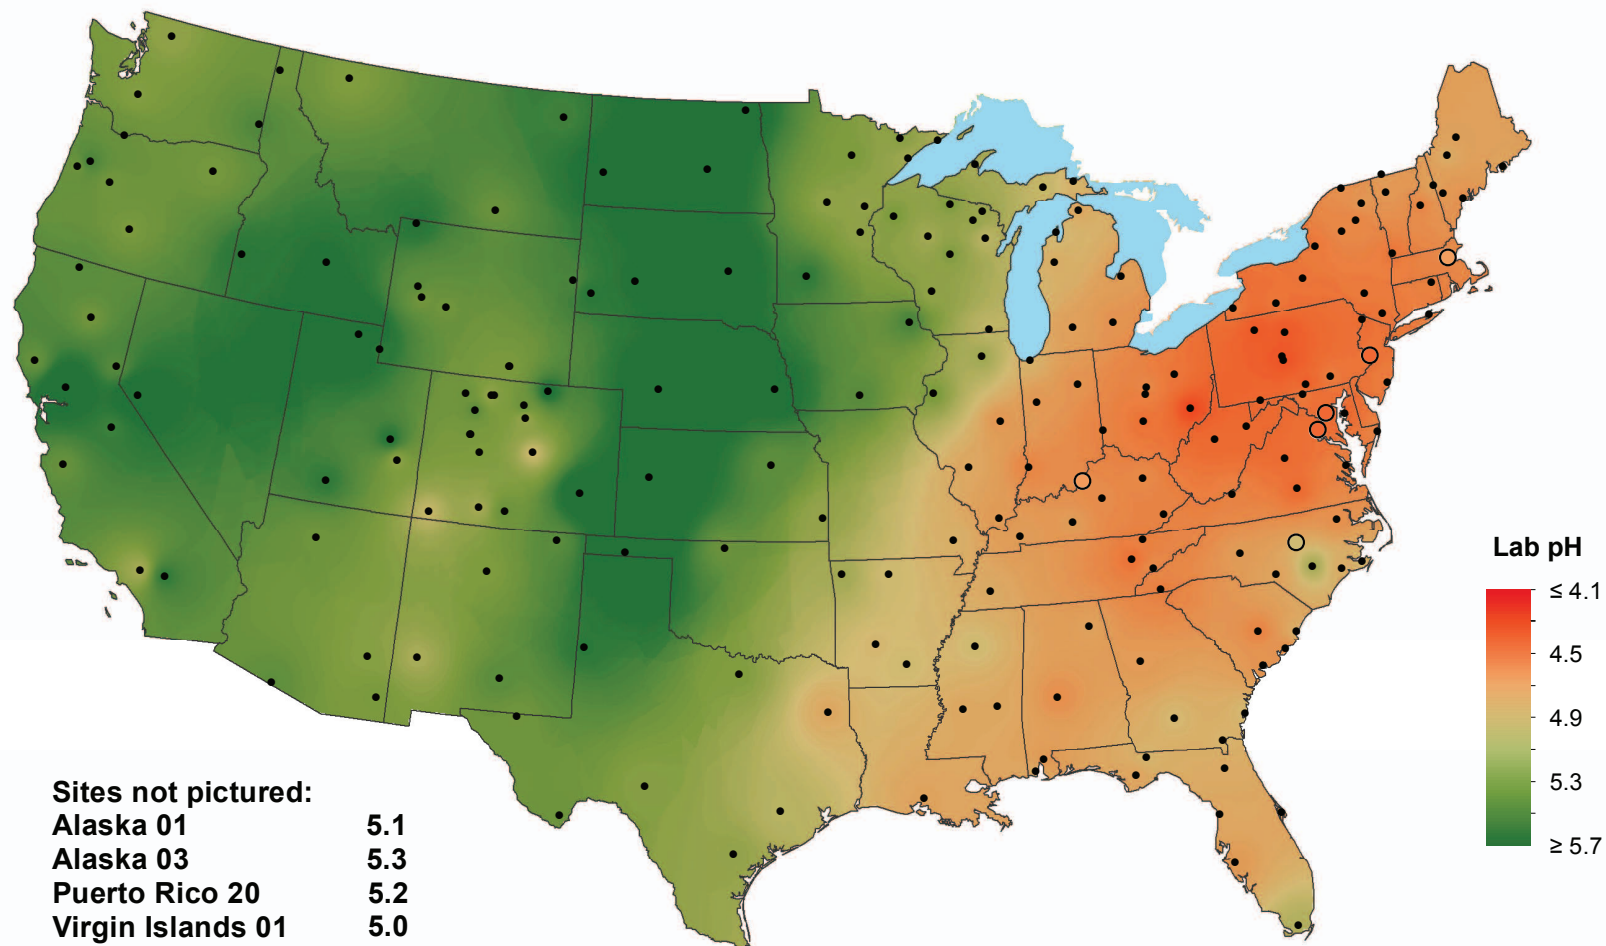 Lab pH
≤ 4.1
4.5
4.9
5.3
≥ 5.7
Sites not pictured:
Alaska 01 5.1
Alaska 03 5.3
Puerto Rico 20 5.2
Virgin Islands 01 5.0